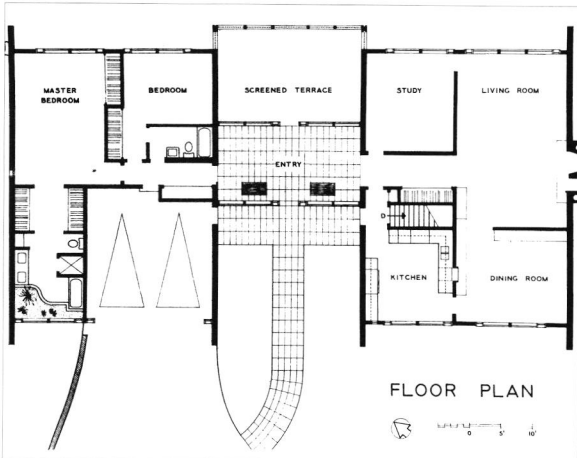 MASTER
BEDROOM
BEDROOM
SCREENED TERRACE
STUDY
LIVING ROOM
ENTRY
D
KITCHEN
DINING ROOM
FLOOR PLAN
0 5' 10'